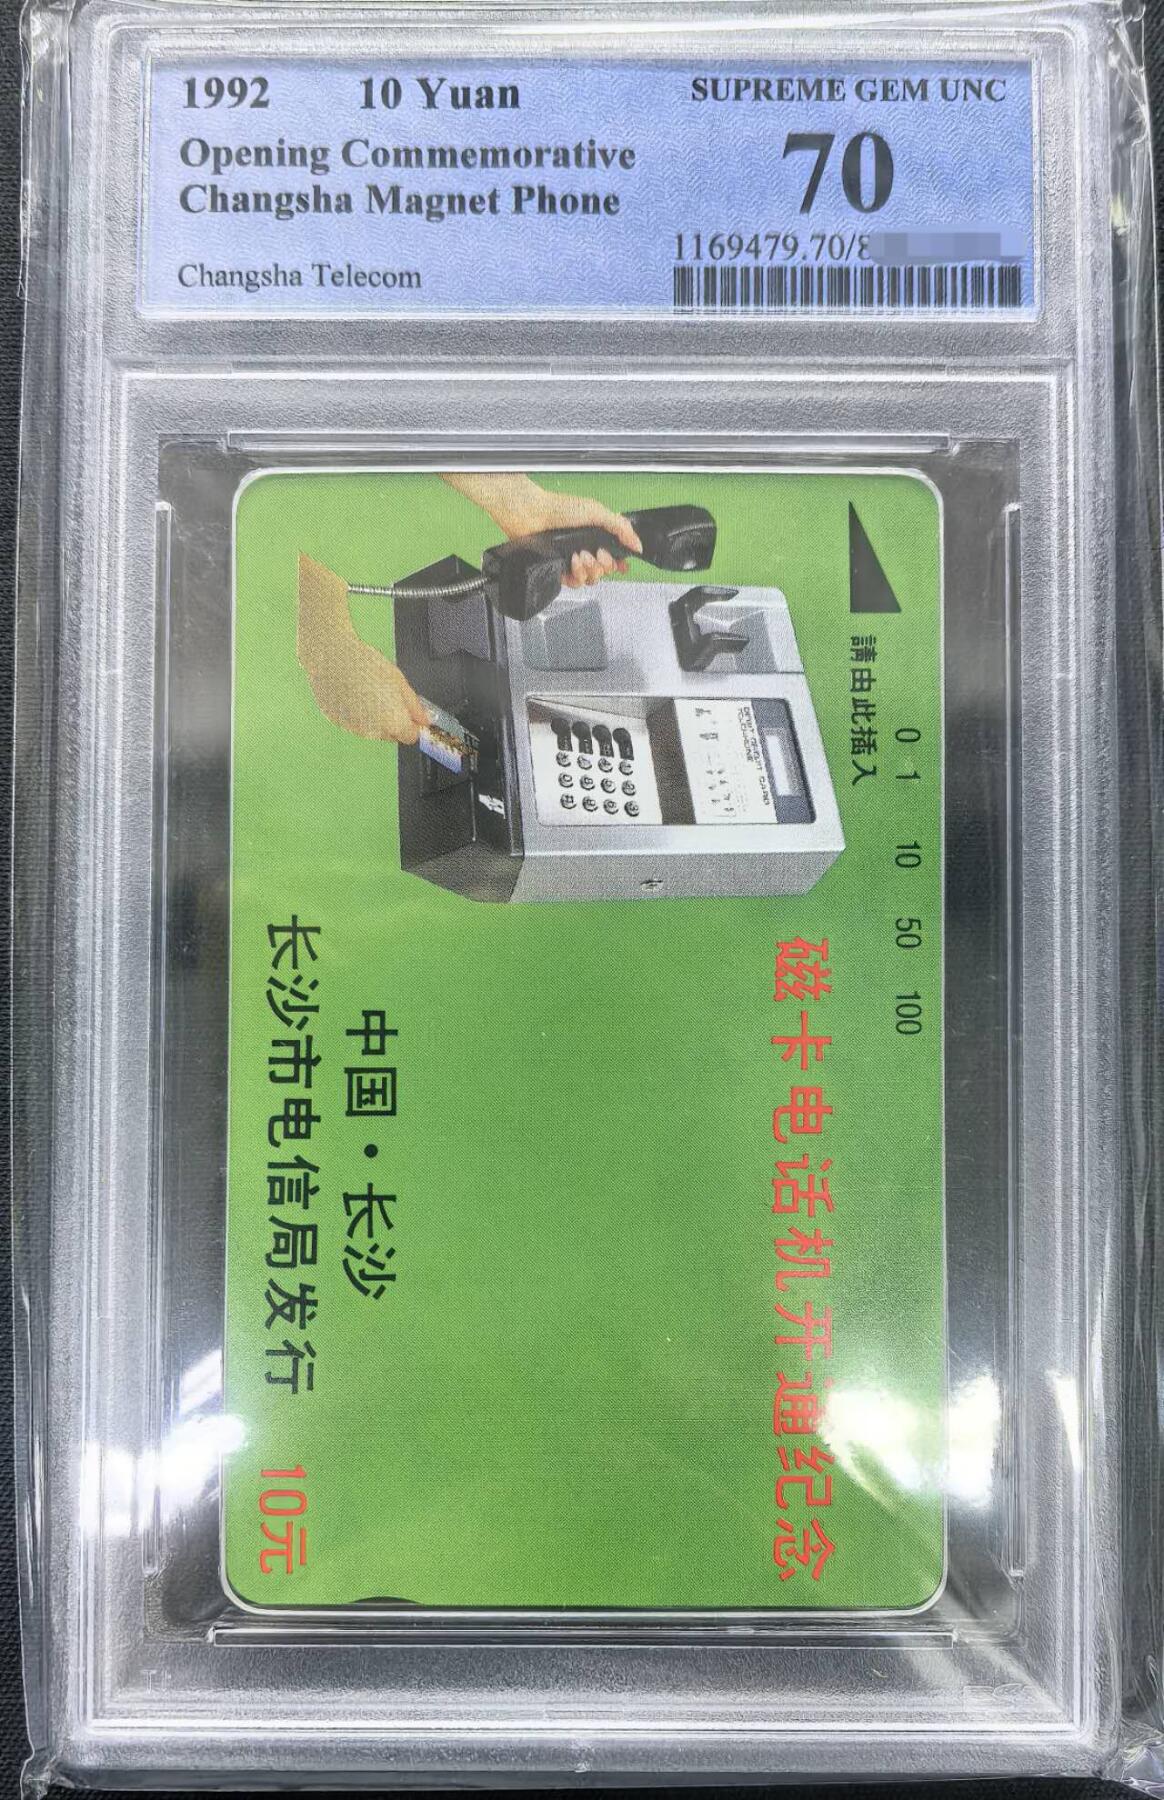 1992 10 Yuan
Opening Commemorative
Changsha Magnet Phone
Changsha Telecom
SUPREME GEM UNC
70
1169479.70/8
請由此插入
0 1 10 50 100
磁卡电话机开通纪念
中国·长沙
长沙市电信局发行 10元